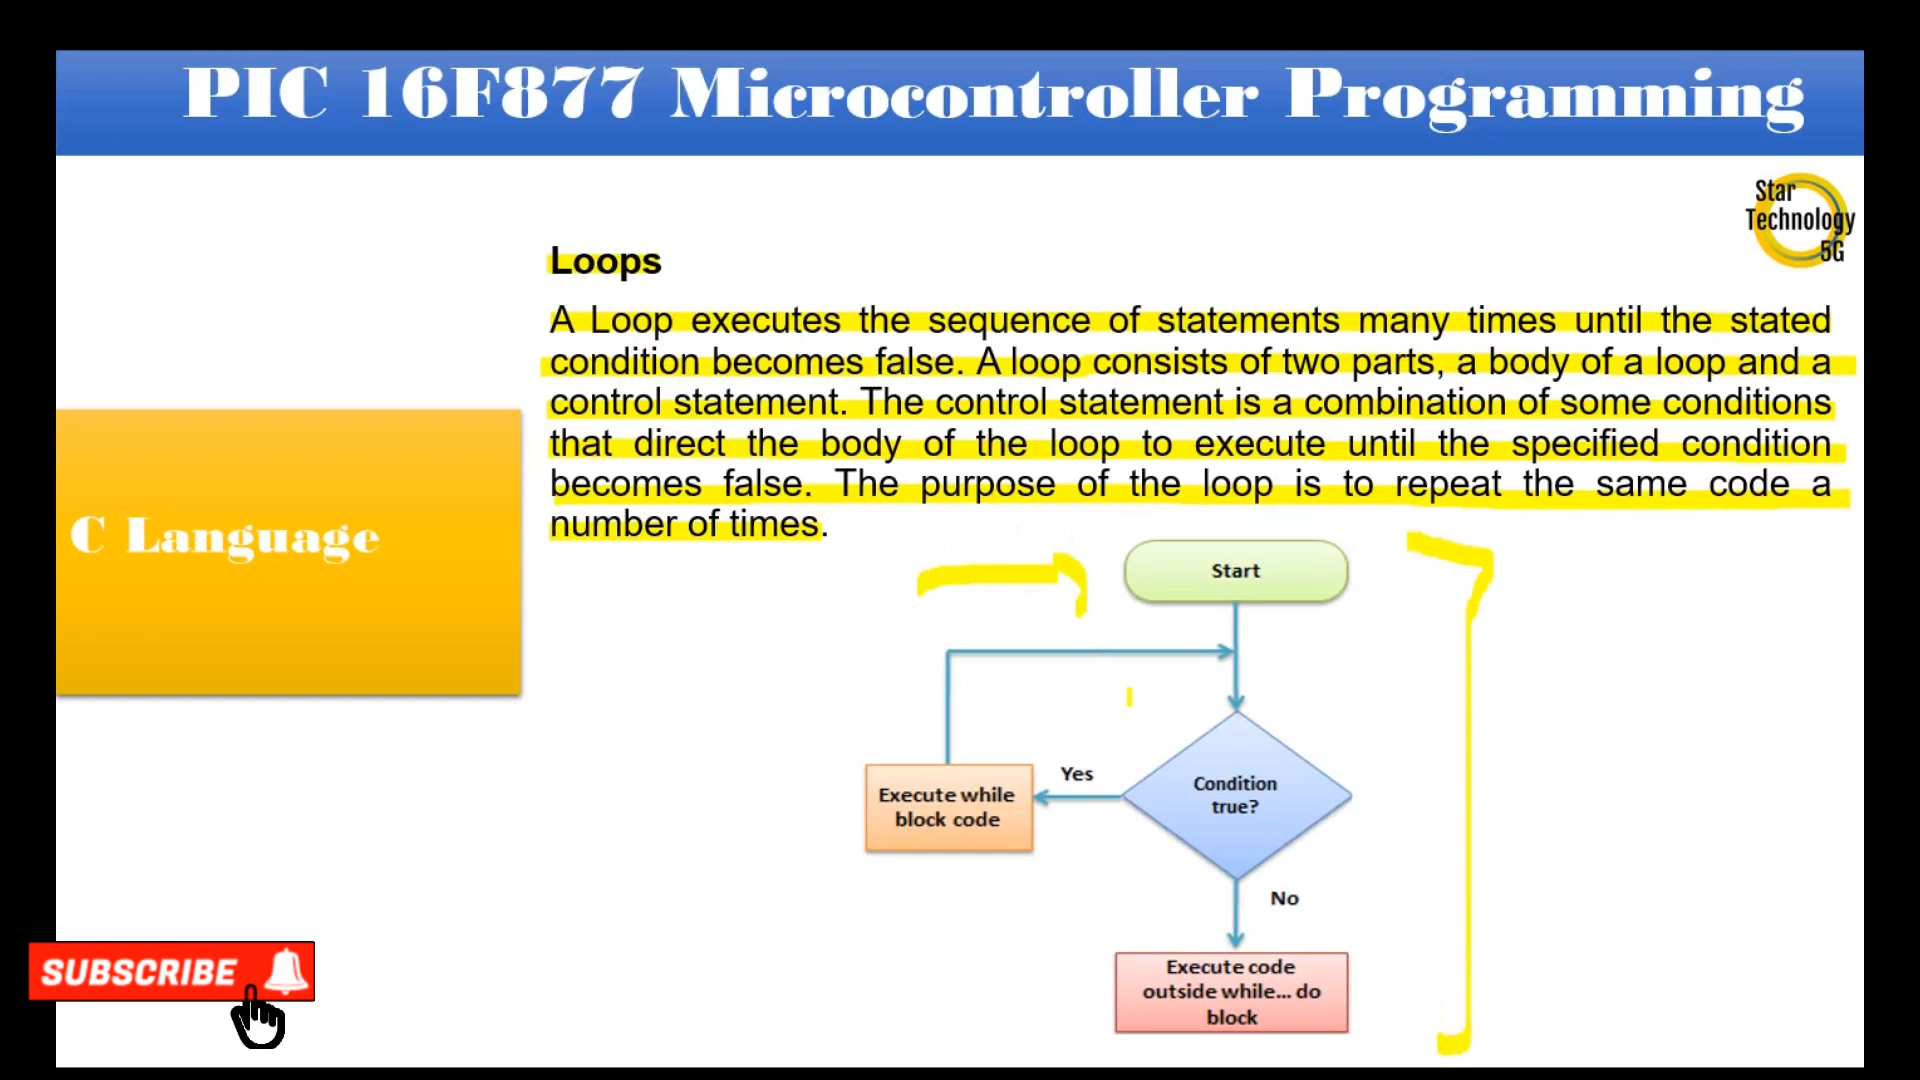 PIC 16F877 Microcontroller Programming
Star
Technology
5G
Loops
A Loop executes the sequence of statements many times until the stated
condition becomes false. A loop consists of two parts, a body of a loop and a
control statement. The control statement is a combination of some conditions
that direct the body of the loop to execute until the specified condition
becomes false. The purpose of the loop is to repeat the same code a
number of times.
C Language
Start
Condition
true?
Yes
Execute while
block code
No
Execute code
outside while... do
block
SUBSCRIBE